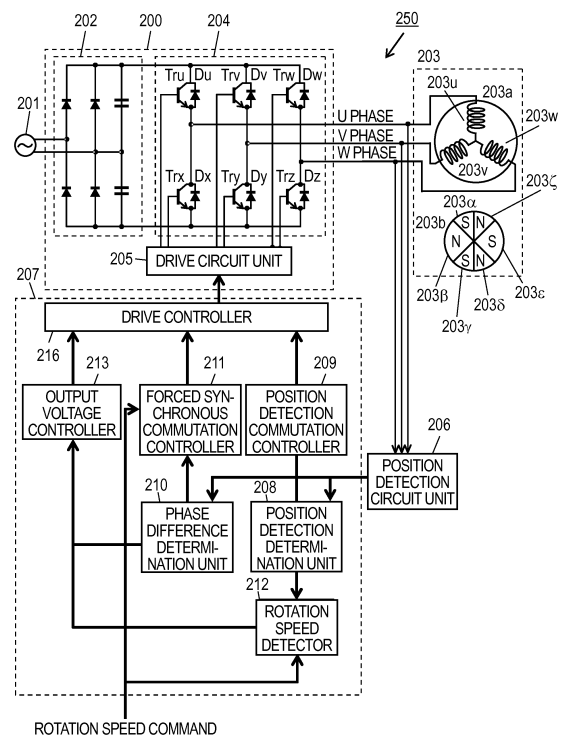 250
202
200
204
203
Tru
Du
Trv
Dv
Trw
Dw
201
203u
203a
203w
U PHASE
V PHASE
W PHASE
203v
Trx
Dx
Try
Dy
Trz
Dz
203α
203ζ
203b
S
N
N
S
S
N
203β
203γ
203δ
203ε
205
DRIVE CIRCUIT UNIT
207
DRIVE CONTROLLER
216
213
211
209
OUTPUT
VOLTAGE
CONTROLLER
FORCED SYN-
CHRONOUS
COMMUTATION
CONTROLLER
POSITION
DETECTION
COMMUTATION
CONTROLLER
206
POSITION
DETECTION
CIRCUIT UNIT
210
208
PHASE
DIFFERENCE
DETERMI-
NATION UNIT
POSITION
DETECTION
DETERMI-
NATION UNIT
212
ROTATION
SPEED
DETECTOR
ROTATION SPEED COMMAND